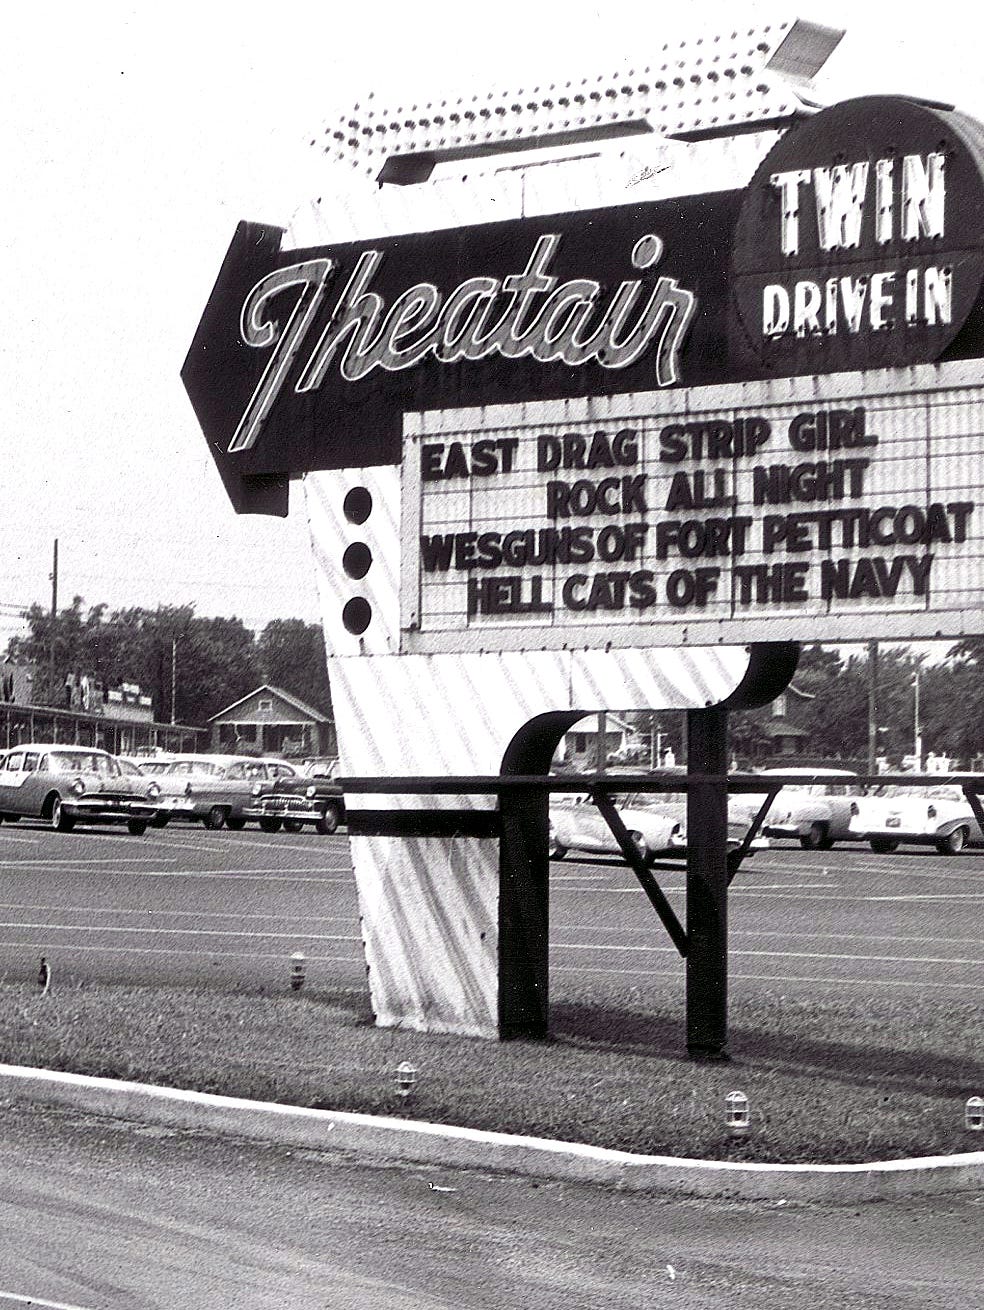 Theatair
TWIN
DRIVE IN
EAST DRAG STRIP GIRL
ROCK ALL NIGHT
WESGUNS OF FORT PETTICOAT
HELL CATS OF THE NAVY